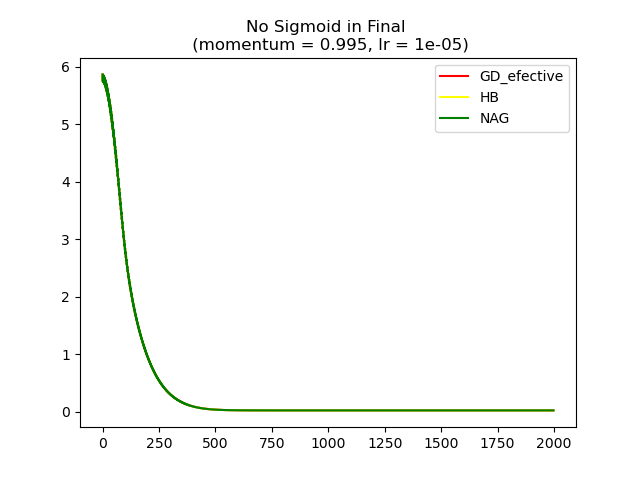 No Sigmoid in Final
(momentum = 0.995, lr = 1e-05)
GD_efective
HB
NAG
6
5
4
3
2
1
0
0 250 500 750 1000 1250 1500 1750 2000